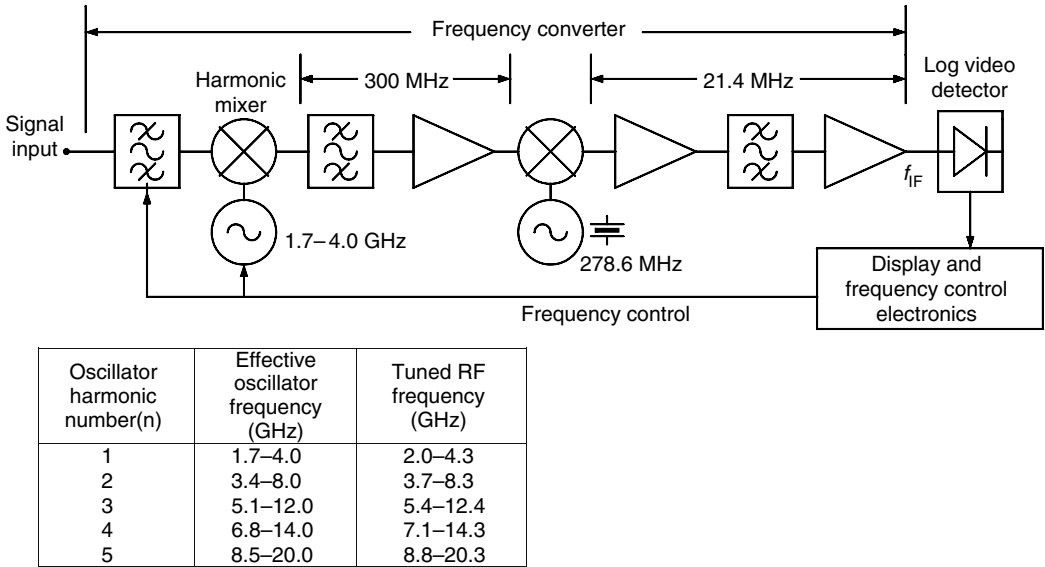 Frequency converter
300 MHz
21.4 MHz
Log video
detector
Harmonic
mixer
Signal
input
fIF
1.7–4.0 GHz
278.6 MHz
Display and
frequency control
electronics
Frequency control
Oscillator
harmonic
number(n)
Effective
oscillator
frequency
(GHz)
Tuned RF
frequency
(GHz)
1 1.7–4.0 2.0–4.3
2 3.4–8.0 3.7–8.3
3 5.1–12.0 5.4–12.4
4 6.8–14.0 7.1–14.3
5 8.5–20.0 8.8–20.3